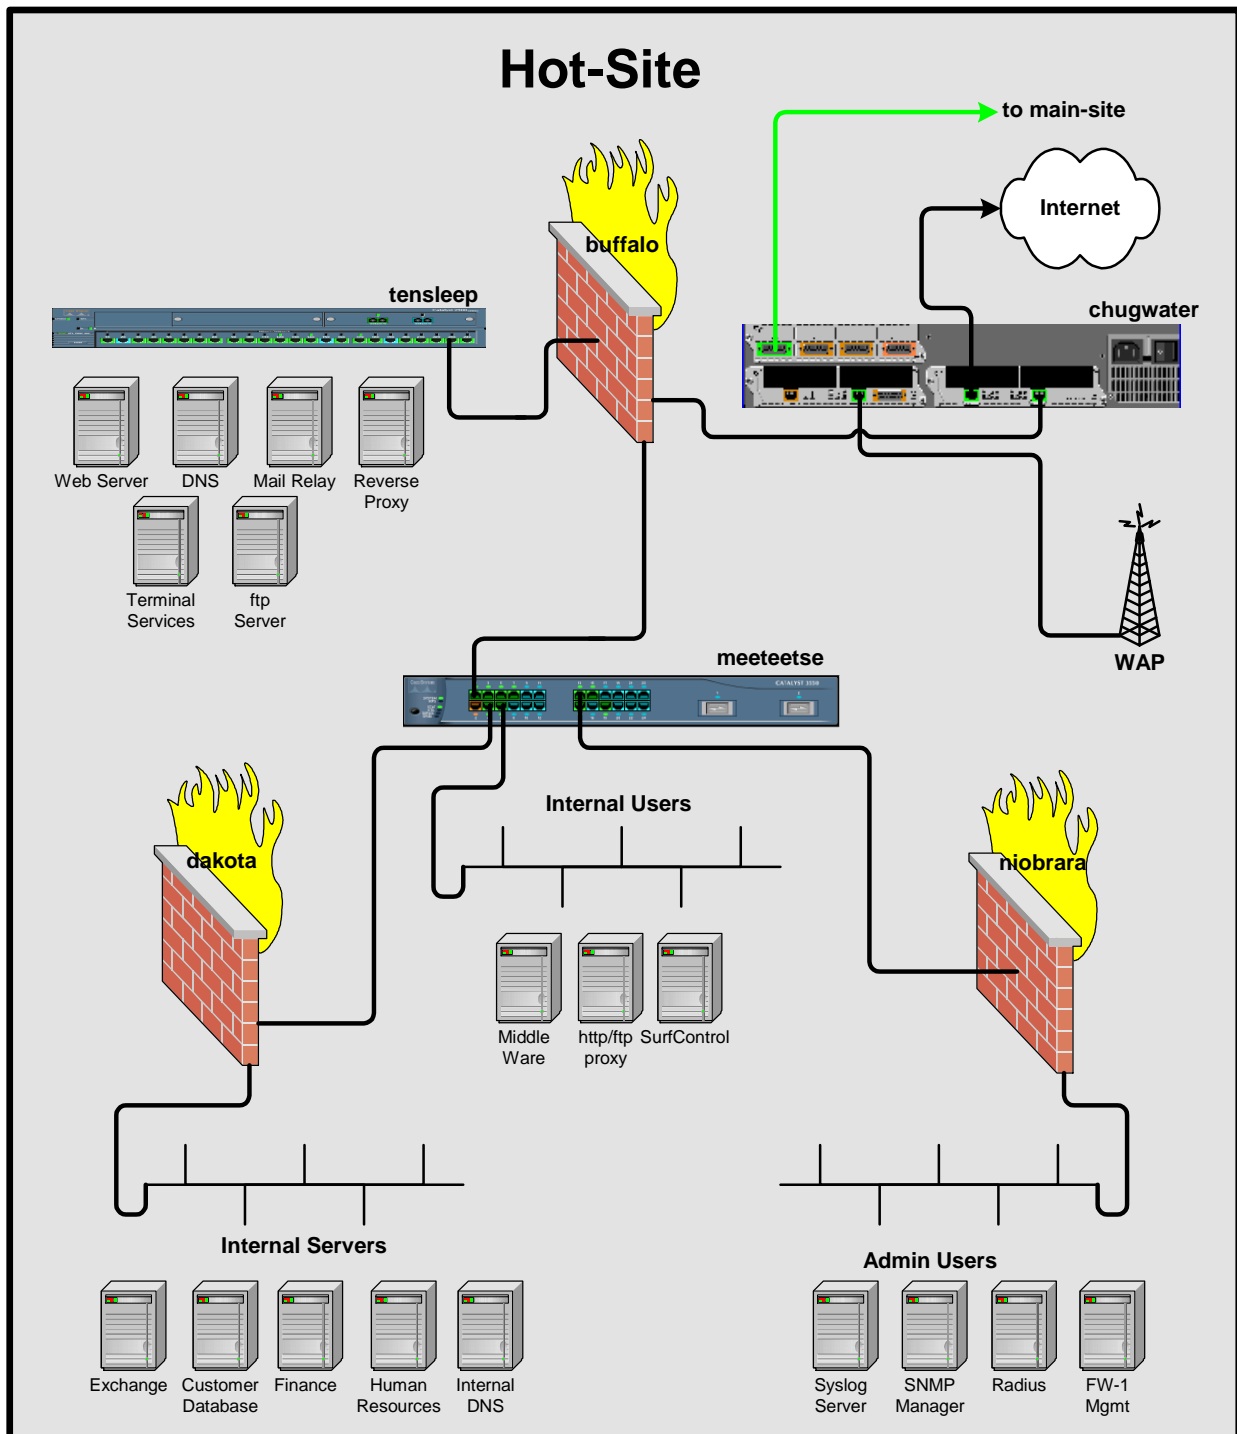 Hot-Site
to main-site
Internet
buffalo
tensleep
chugwater
Web Server
DNS
Mail Relay
Reverse
Proxy
Terminal
Services
ftp
Server
WAP
meeteetse
CATALYST 3550
Internal Users
dakota
niobrara
Middle
Ware
http/ftp
proxy
SurfControl
Internal Servers
Admin Users
Exchange
Customer
Database
Finance
Human
Resources
Internal
DNS
Syslog
Server
SNMP
Manager
Radius
FW-1
Mgmt